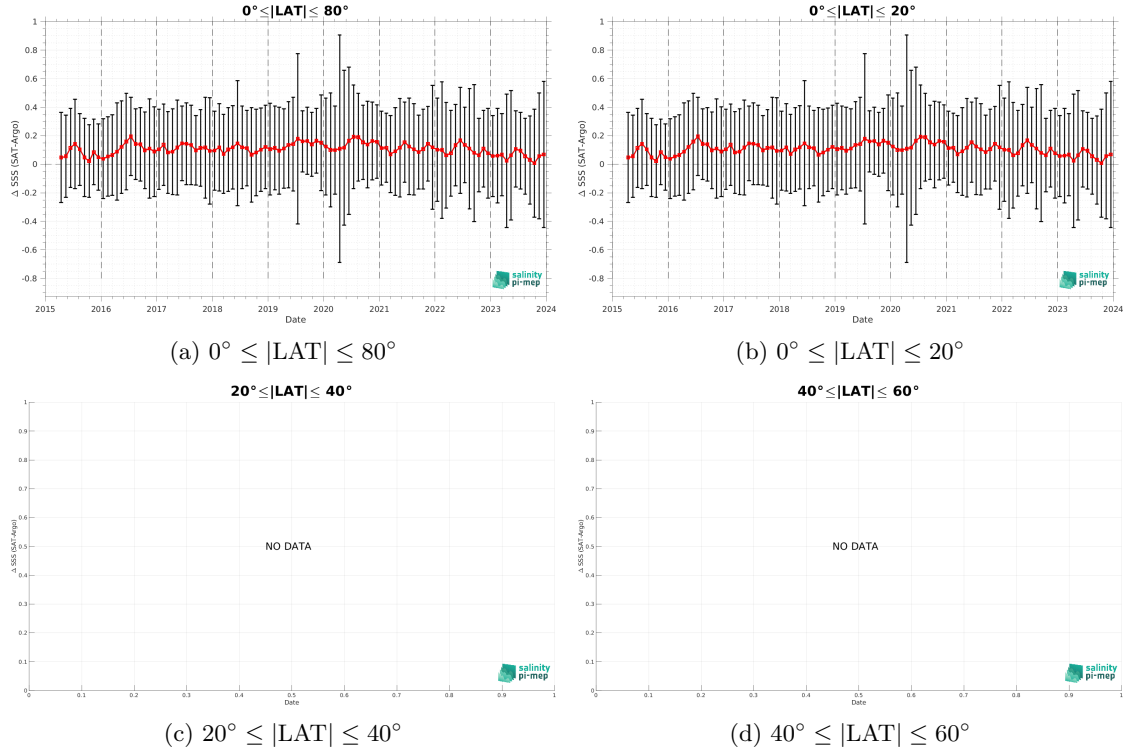 0°≤|LAT|≤ 80°
1
0.8
0.6
0.4
0.2
0
-0.2
-0.4
-0.6
-0.8
Δ SSS (SAT-Argo)
2015 2016 2017 2018 2019 2020 2021 2022 2023 2024
Date
salinity
pi-mep
(a) 0° ≤ |LAT| ≤ 80°
0°≤|LAT|≤ 20°
1
0.8
0.6
0.4
0.2
0
-0.2
-0.4
-0.6
-0.8
Δ SSS (SAT-Argo)
2015 2016 2017 2018 2019 2020 2021 2022 2023 2024
Date
salinity
pi-mep
(b) 0° ≤ |LAT| ≤ 20°
20°≤|LAT|≤ 40°
1
0.9
0.8
0.7
0.6
0.5
0.4
0.3
0.2
0.1
0
Δ SSS (SAT-Argo)
NO DATA
0 0.1 0.2 0.3 0.4 0.5 0.6 0.7 0.8 0.9 1
Date
salinity
pi-mep
(c) 20° ≤ |LAT| ≤ 40°
40°≤|LAT|≤ 60°
1
0.9
0.8
0.7
0.6
0.5
0.4
0.3
0.2
0.1
0
Δ SSS (SAT-Argo)
NO DATA
0 0.1 0.2 0.3 0.4 0.5 0.6 0.7 0.8 0.9 1
Date
salinity
pi-mep
(d) 40° ≤ |LAT| ≤ 60°